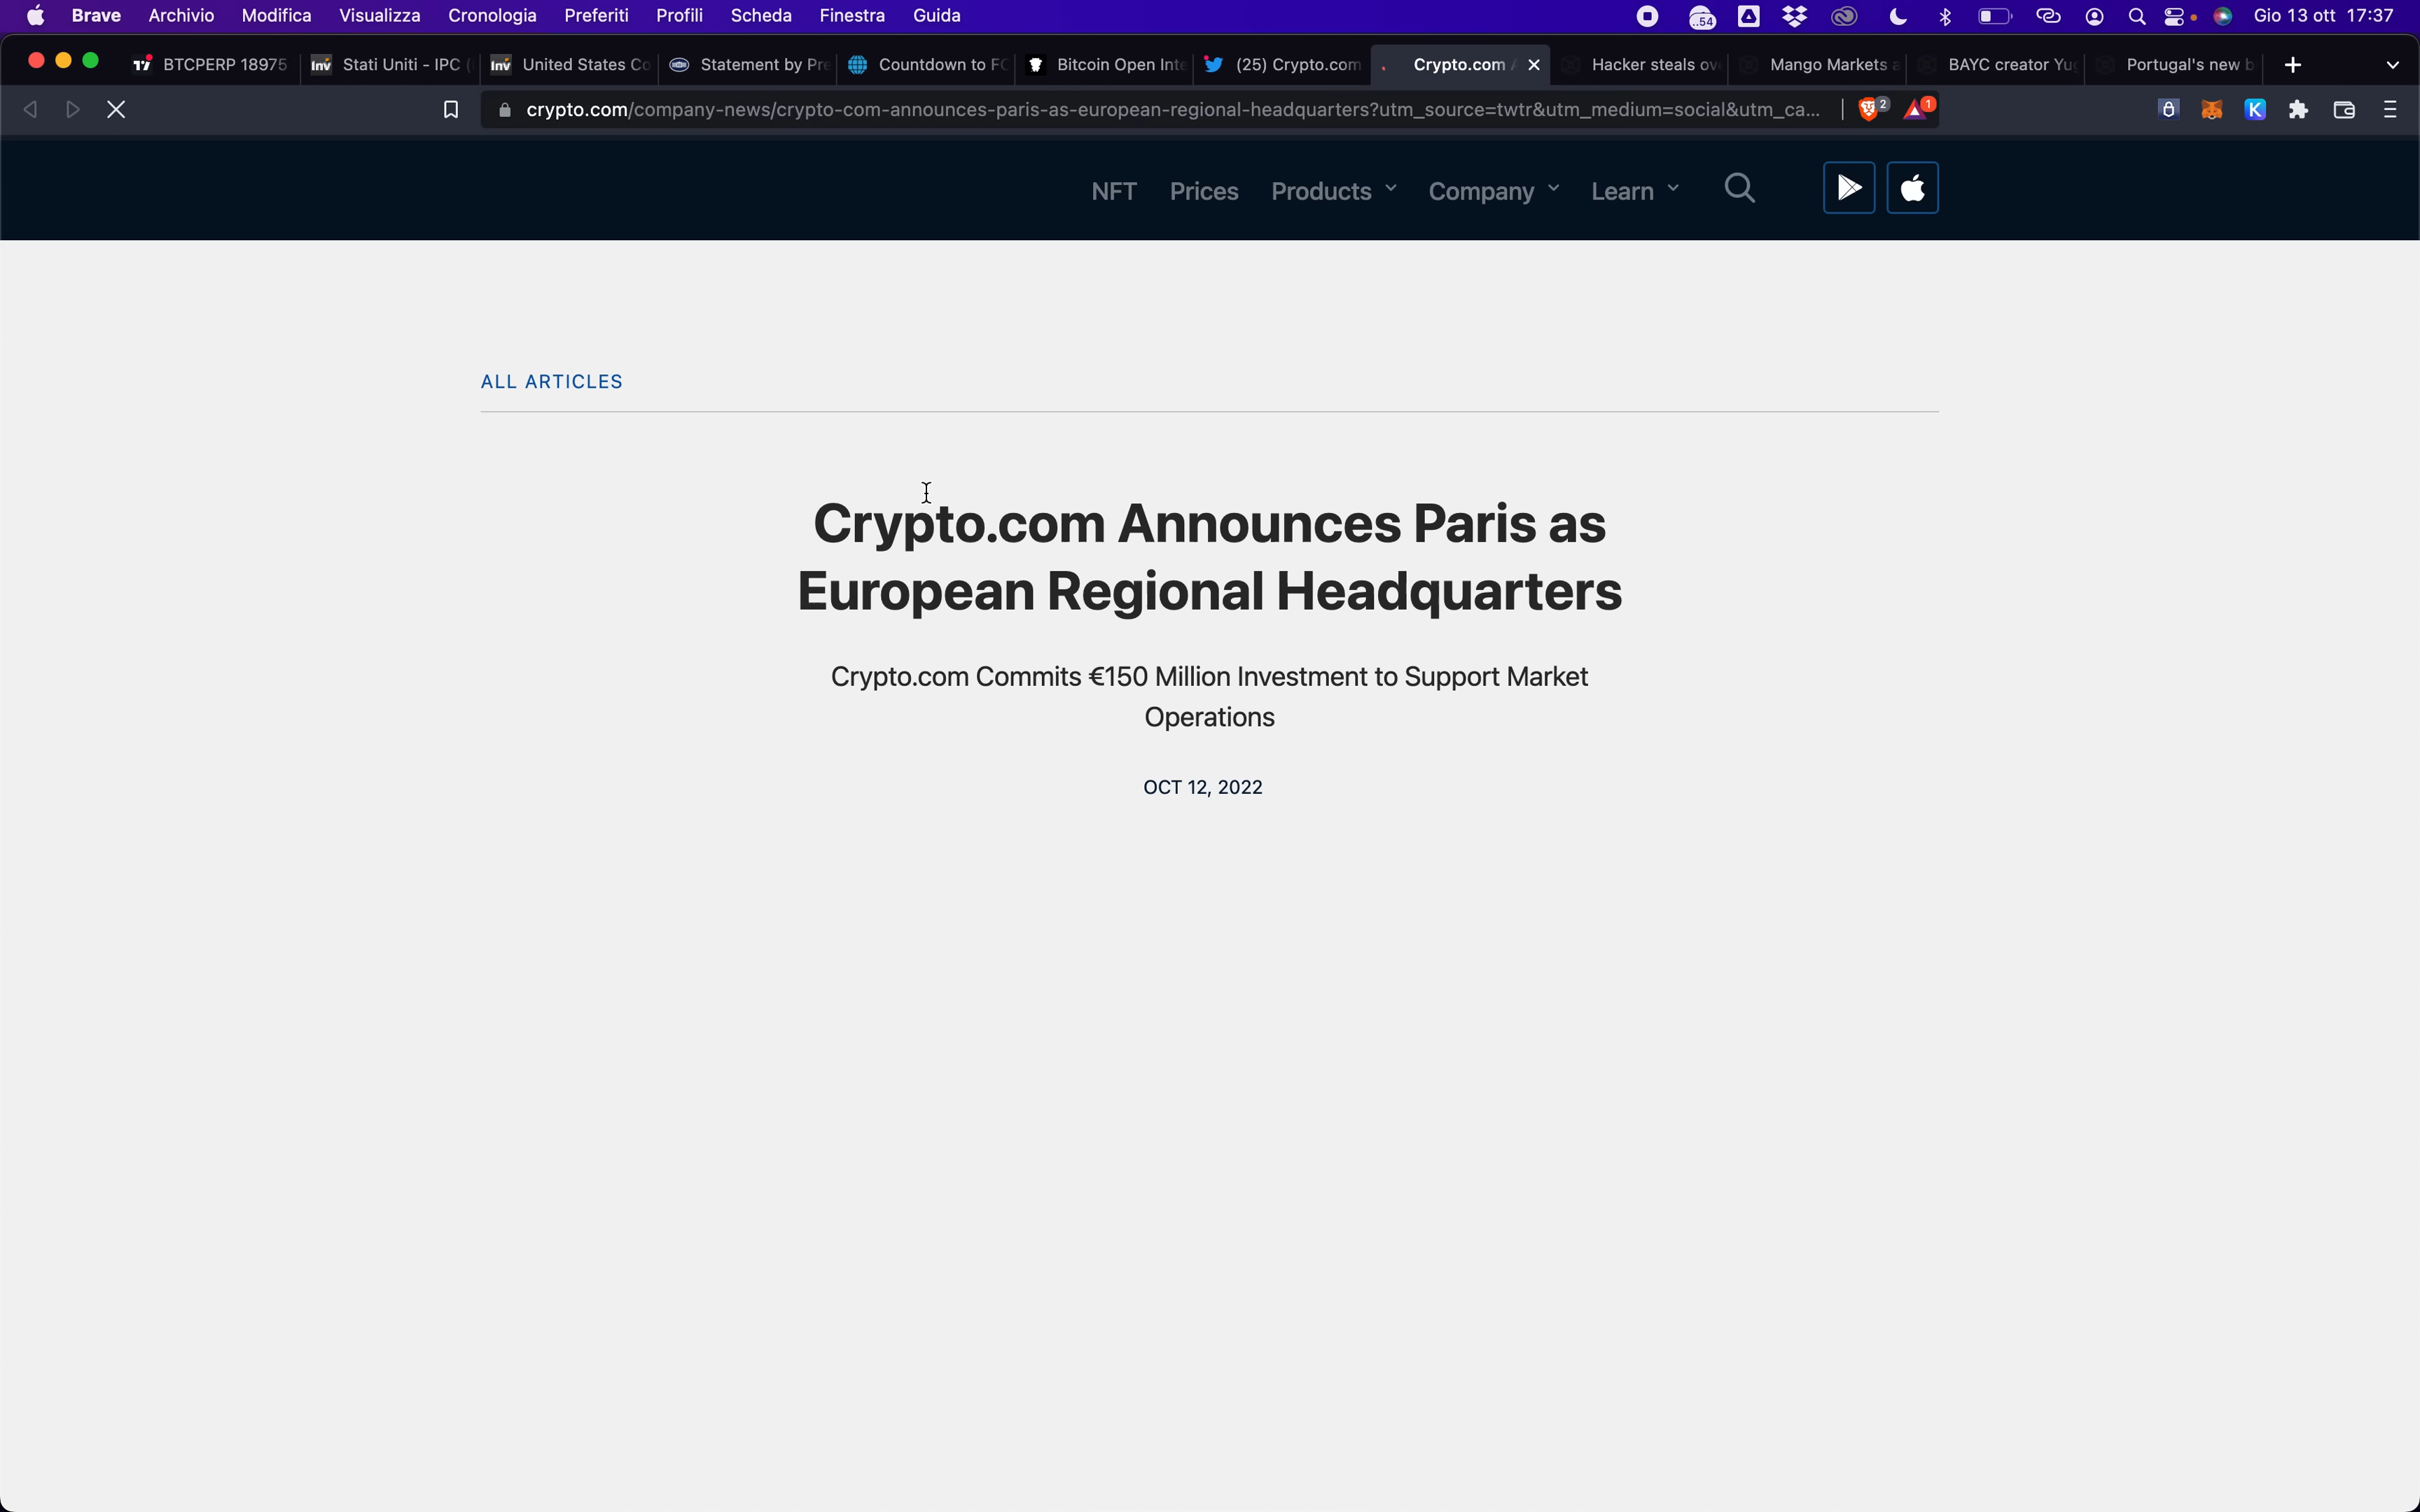 Brave Archivio Modifica Visualizza Cronologia Preferiti Profili Scheda Finestra Guida ..54 Gio 13 ott 17:37
BTCPERP 18975 Stati Uniti - IPC ( United States Co Statement by Pre Countdown to FO Bitcoin Open Inte (25) Crypto.com Crypto.com A Hacker steals ov Mango Markets a BAYC creator Yug Portugal's new b
crypto.com/company-news/crypto-com-announces-paris-as-european-regional-headquarters?utm_source=twtr&utm_medium=social&utm_ca... 2 1
NFT Prices Products Company Learn
ALL ARTICLES
Crypto.com Announces Paris as
European Regional Headquarters
Crypto.com Commits €150 Million Investment to Support Market
Operations
OCT 12, 2022